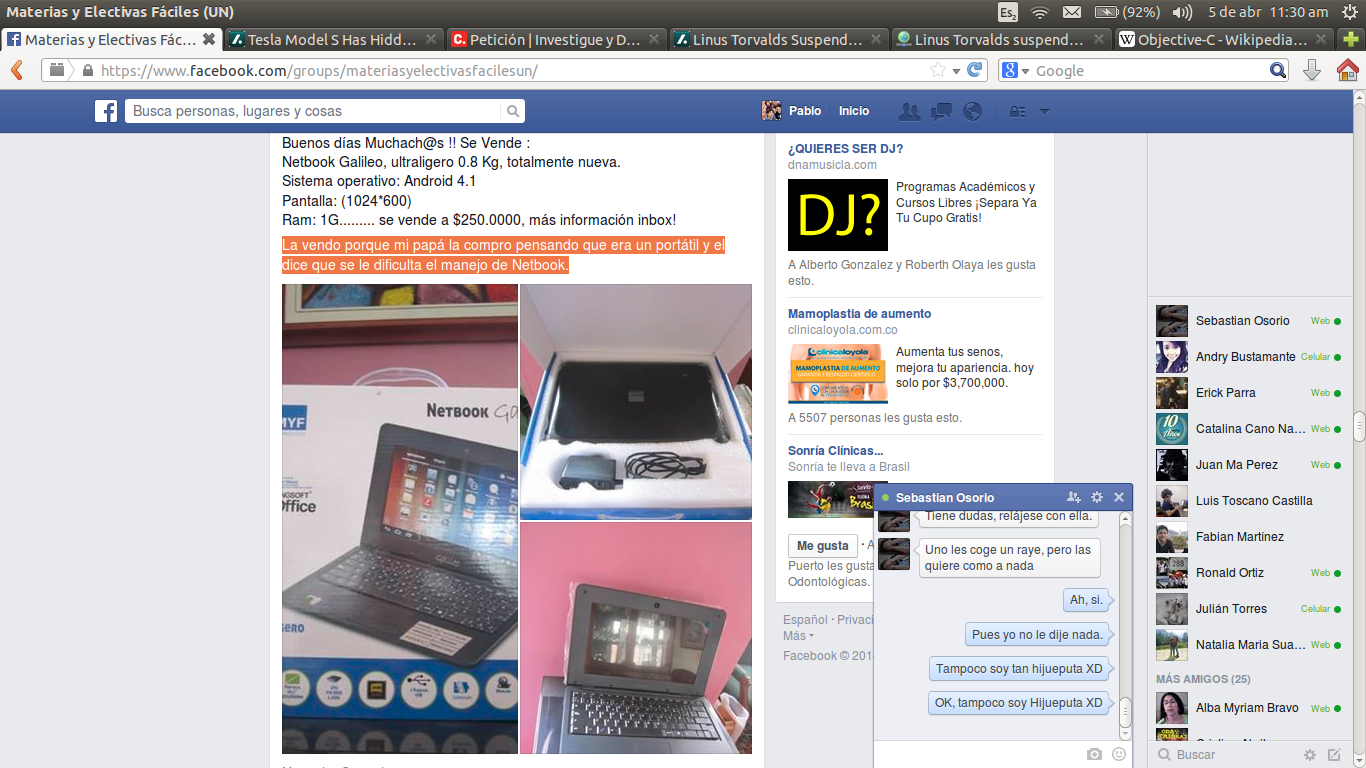 Materias y Electivas Fáciles (UN)
Es2
(92%)
5 de abr 11:30 am
Materias y Electivas Fác...
Tesla Model S Has Hidd...
Petición | Investigue y D...
Linus Torvalds Suspend...
Linus Torvalds suspend...
Objective-C - Wikipedia...
https://www.facebook.com/groups/materiasyelectivasfacilesun/
Google
Busca personas, lugares y cosas
Pablo
Inicio
Buenos días Muchach@s !! Se Vende :
Netbook Galileo, ultraligero 0.8 Kg, totalmente nueva.
Sistema operativo: Android 4.1
Pantalla: (1024*600)
Ram: 1G......... se vende a $250.0000, más información inbox!
La vendo porque mi papá la compro pensando que era un portátil y el
dice que se le dificulta el manejo de Netbook.
MYF
NETBOOK Ga
KINGSOFT
Office
GERO
¿QUIERES SER DJ?
dnamusicla.com
DJ?
Programas Académicos y
Cursos Libres ¡Separa Ya
Tu Cupo Gratis!
A Alberto Gonzalez y Roberth Olaya les gusta
esto.
Mamoplastia de aumento
clinicaloyola.com.co
clinicaloyola
MAMOPLASTIA DE AUMENTO
Aumenta tus senos,
mejora tu apariencia. hoy
solo por $3,700,000.
A 5507 personas les gusta esto.
Sonría Clínicas...
Sonría te lleva a Brasil
Brasil
Me gusta · A
Puerto les gusta
Odontológicas.
Español · Privaci
Más
Facebook © 201
Sebastian Osorio
Tiene dudas, relájese con ella.
Uno les coge un raye, pero las
quiere como a nada
Ah, si.
Pues yo no le dije nada.
Tampoco soy tan hijueputa XD
OK, tampoco soy Hijueputa XD
Sebastian Osorio Web
Andry Bustamante Celular
Erick Parra Web
10
Años
Catalina Cano Na... Web
Juan Ma Perez Web
Luis Toscano Castilla
Fabian Martínez
Ronald Ortiz Web
Julián Torres Celular
Natalia Maria Sua... Web
MÁS AMIGOS (25)
Alba Myriam Bravo Web
Buscar